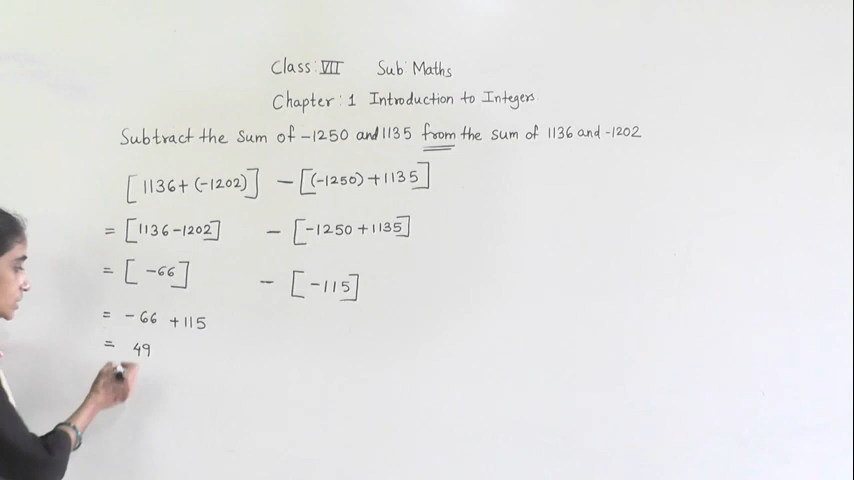 Class: VII Sub: Maths
Chapter: 1 Introduction to Integers
Subtract the sum of -1250 and 1135 from the sum of 1136 and -1202
[1136+(-1202)] - [(-1250)+1135]
= [1136-1202] - [-1250+1135]
= [-66] - [-115]
= -66 +115
= 49